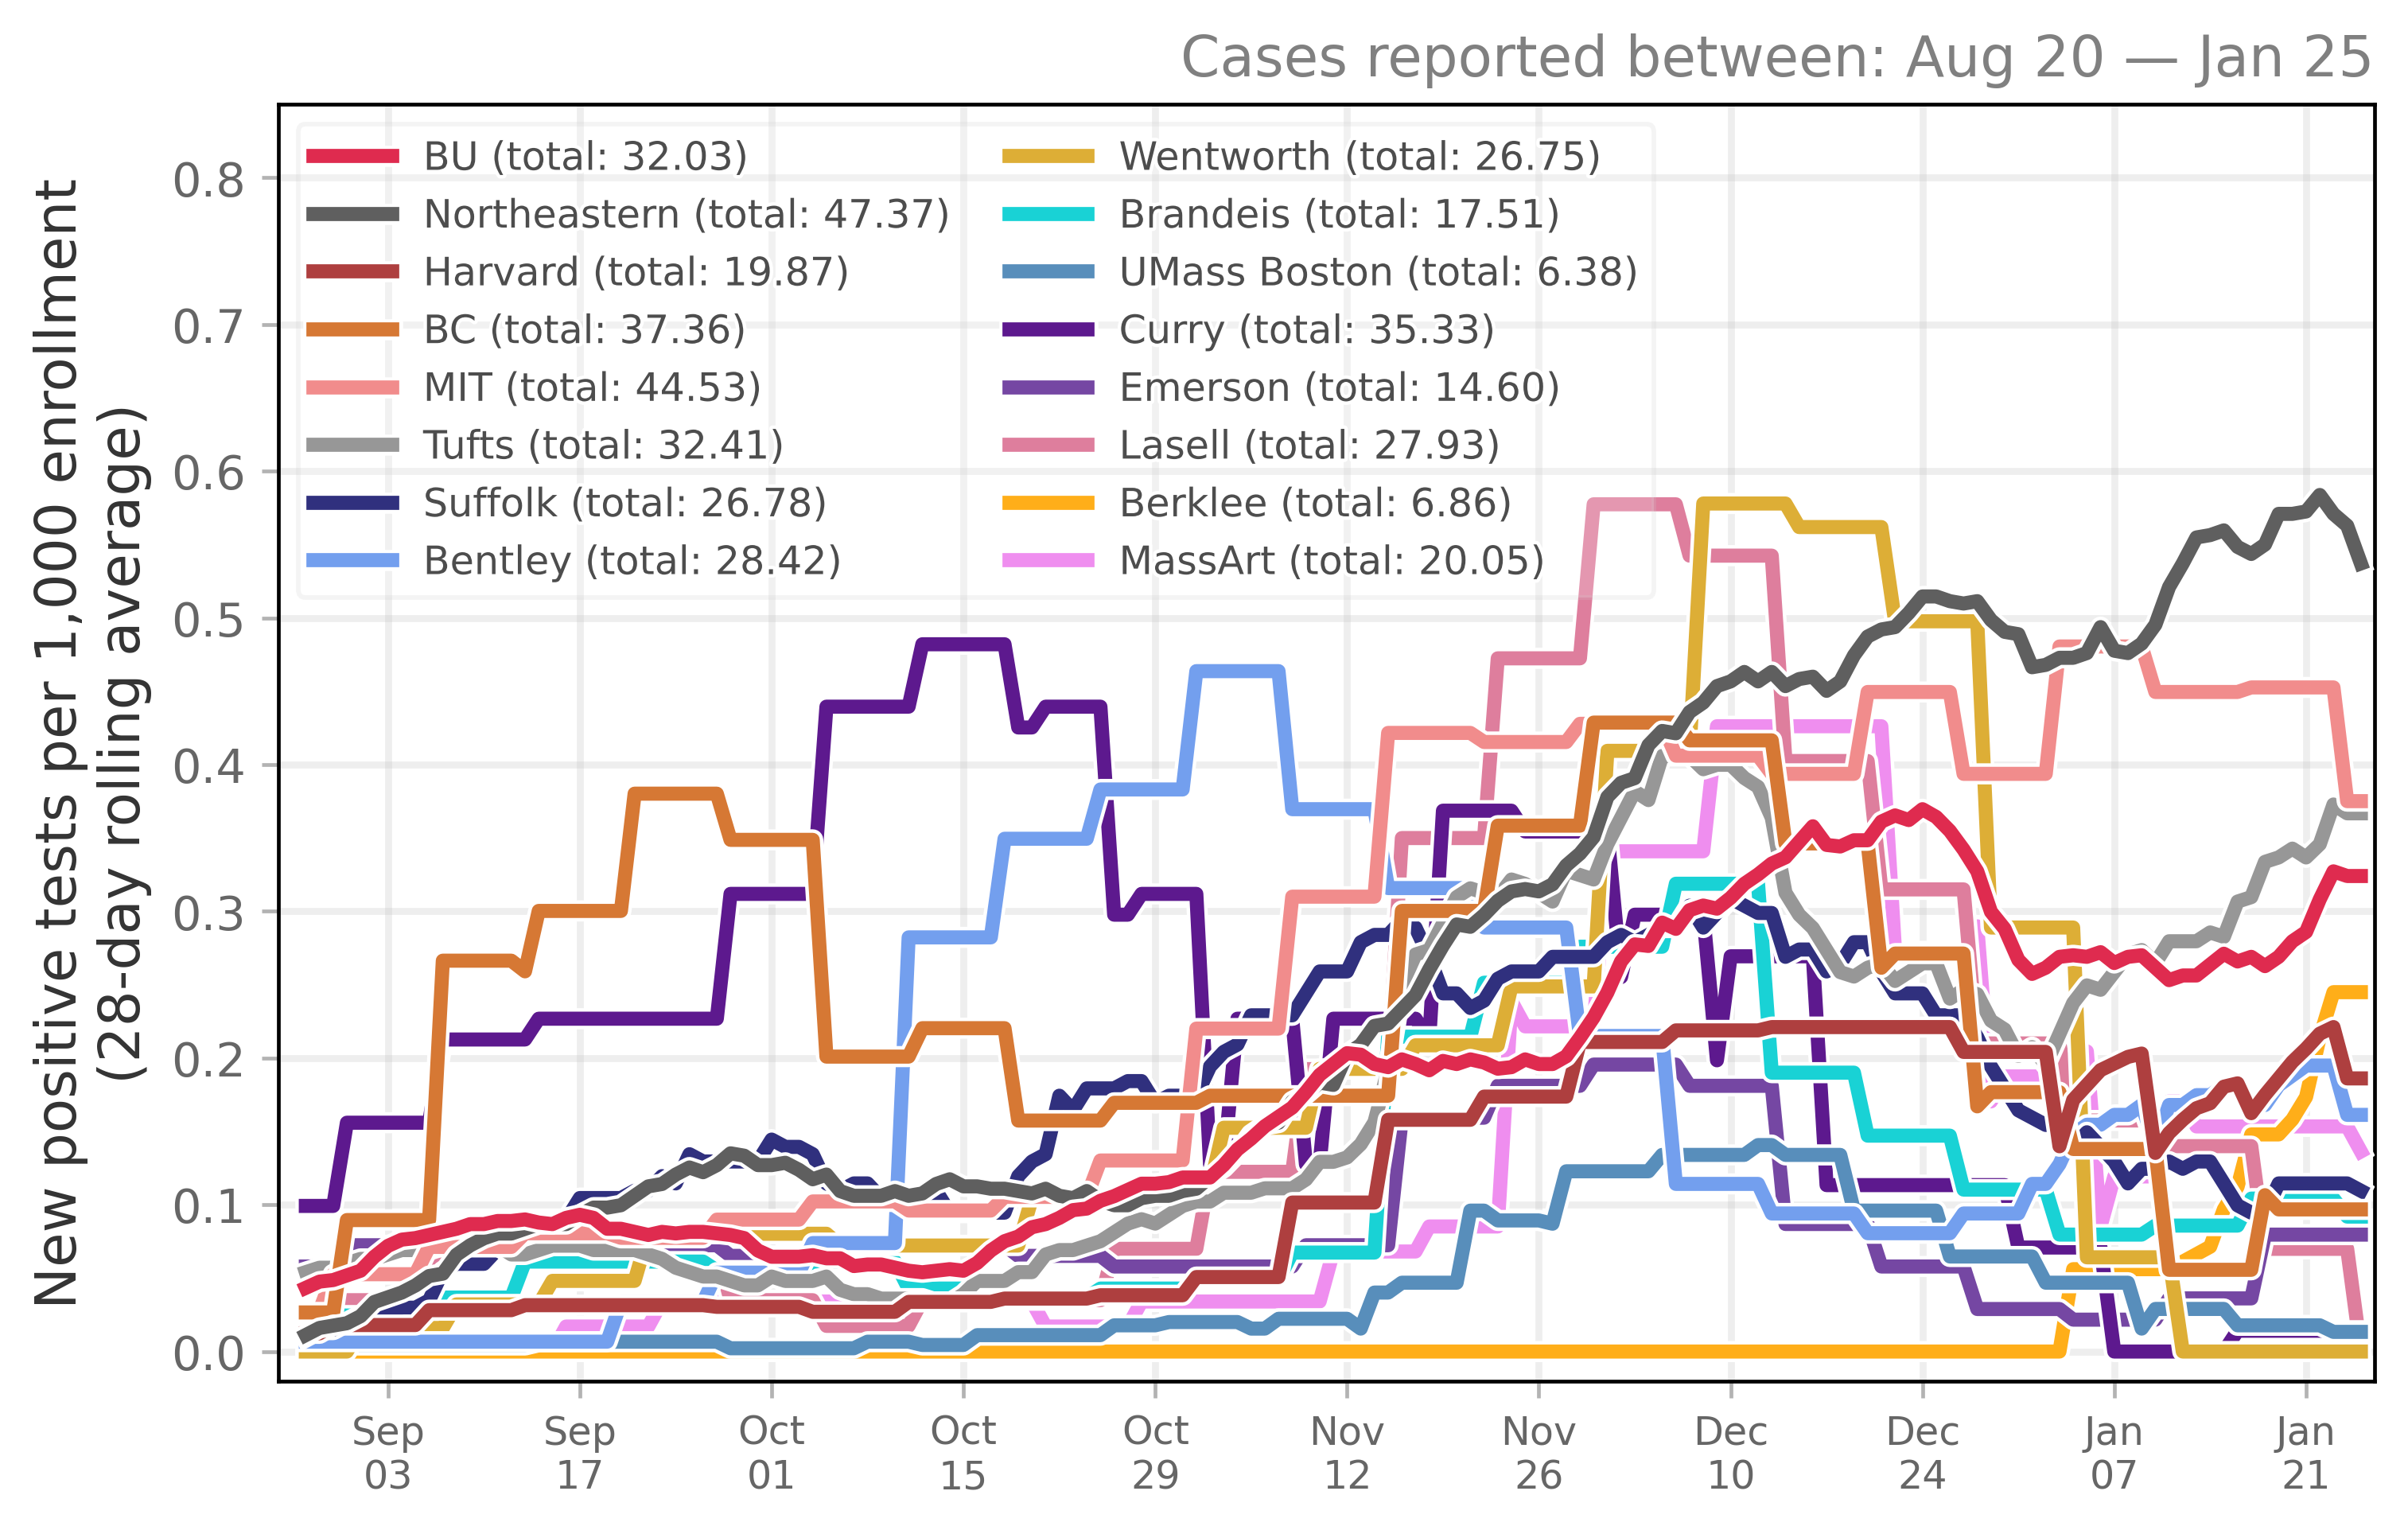 Cases reported between: Aug 20 — Jan 25
New positive tests per 1,000 enrollment
(28-day rolling average)
0.8
0.7
0.6
0.5
0.4
0.3
0.2
0.1
0.0
BU (total: 32.03)
Northeastern (total: 47.37)
Harvard (total: 19.87)
BC (total: 37.36)
MIT (total: 44.53)
Tufts (total: 32.41)
Suffolk (total: 26.78)
Bentley (total: 28.42)
Wentworth (total: 26.75)
Brandeis (total: 17.51)
UMass Boston (total: 6.38)
Curry (total: 35.33)
Emerson (total: 14.60)
Lasell (total: 27.93)
Berklee (total: 6.86)
MassArt (total: 20.05)
Sep
03
Sep
17
Oct
01
Oct
15
Oct
29
Nov
12
Nov
26
Dec
10
Dec
24
Jan
07
Jan
21